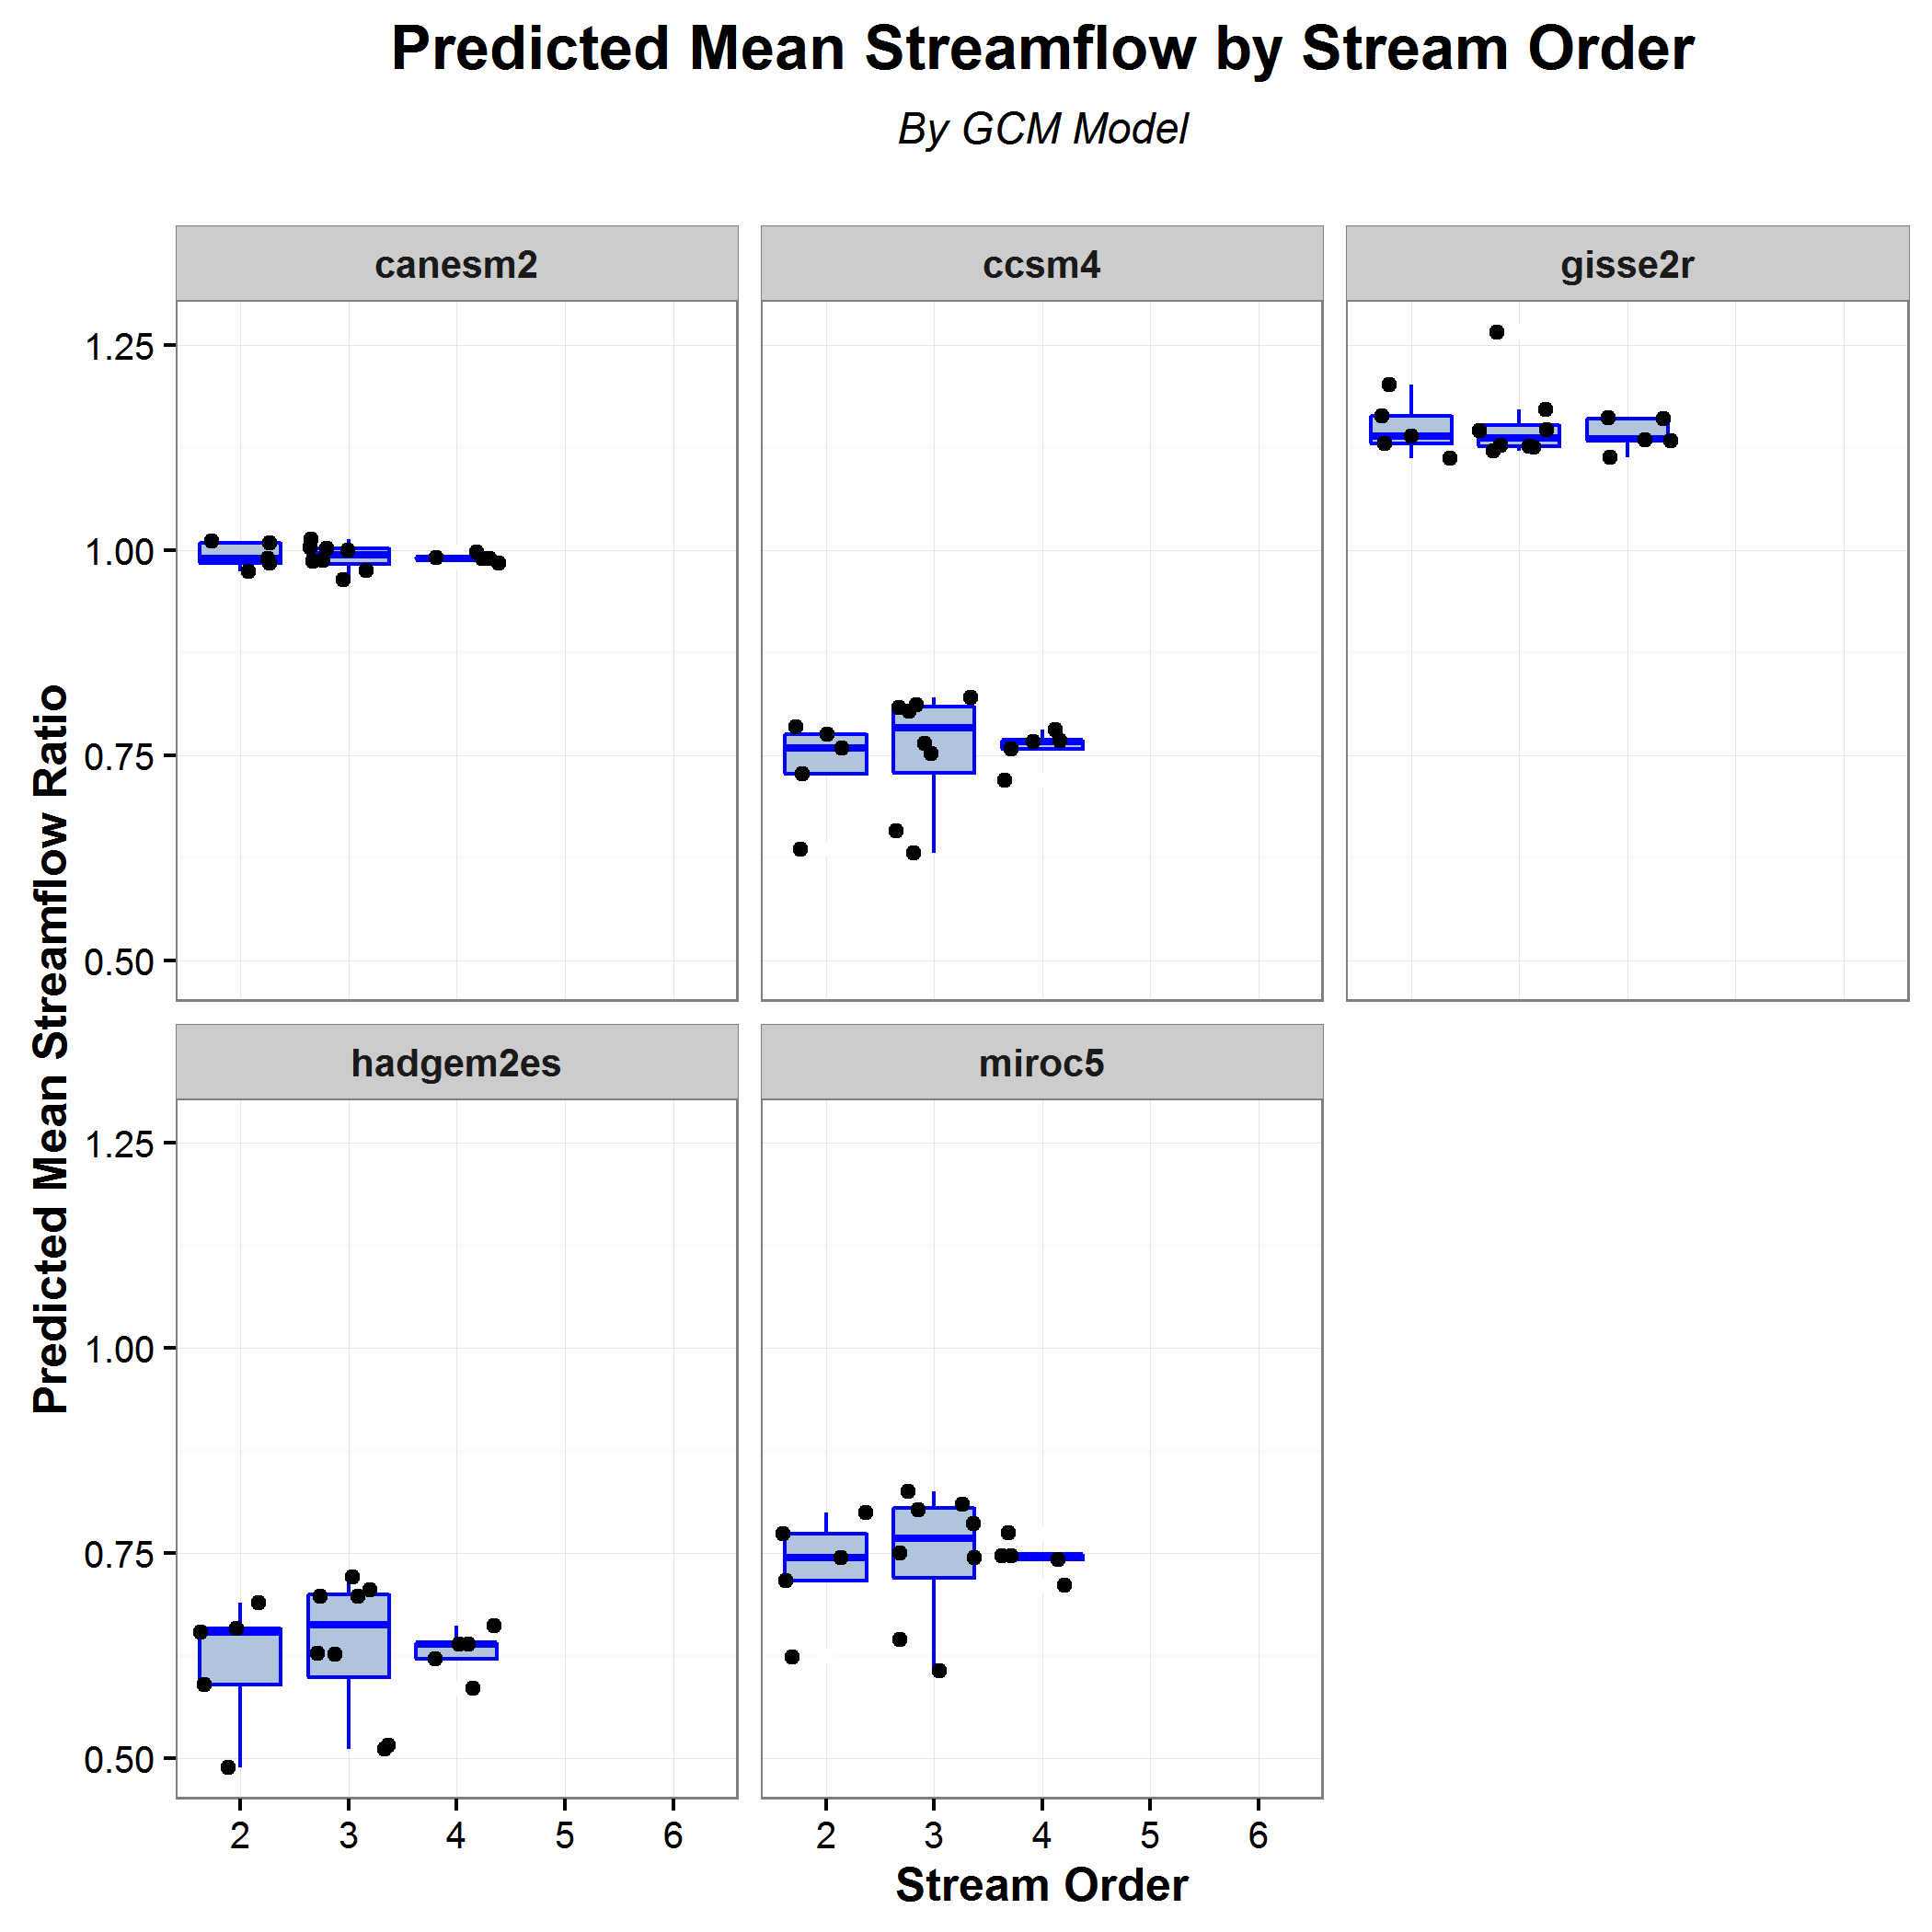 Predicted Mean Streamflow by Stream Order
By GCM Model
canesm2
ccsm4
gisse2r
1.25
1.00
0.75
0.50
Predicted Mean Streamflow Ratio
hadgem2es
miroc5
1.25
1.00
0.75
0.50
2 3 4 5 6
2 3 4 5 6
Stream Order